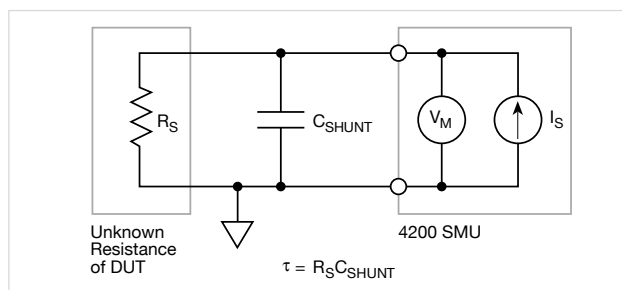 R_S
C_SHUNT
V_M
I_S
Unknown
Resistance
of DUT
4200 SMU
τ = R_SC_SHUNT